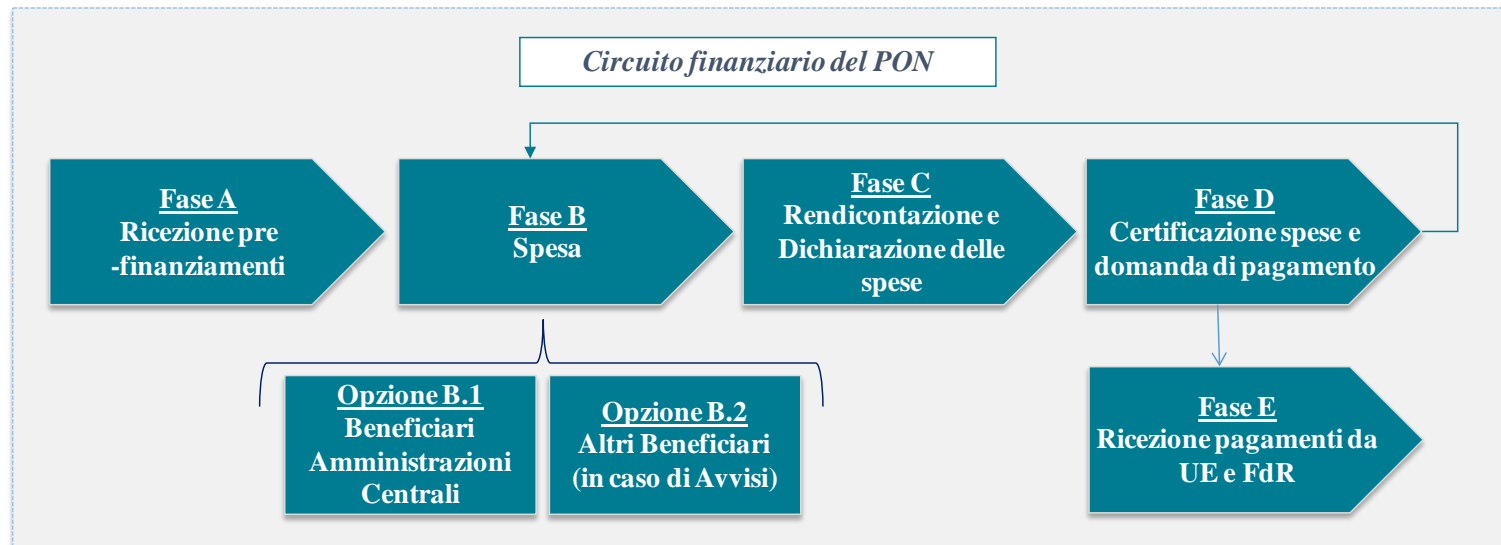 Circuito finanziario del PON
Fase A
Ricezione pre
-finanziamenti
Fase B
Spesa
Fase C
Rendicontazione e
Dichiarazione delle
spese
Fase D
Certificazione spese e
domanda di pagamento
Opzione B.1
Beneficiari
Amministrazioni
Centrali
Opzione B.2
Altri Beneficiari
(in caso di Avvisi)
Fase E
Ricezione pagamenti da
UE e FdR